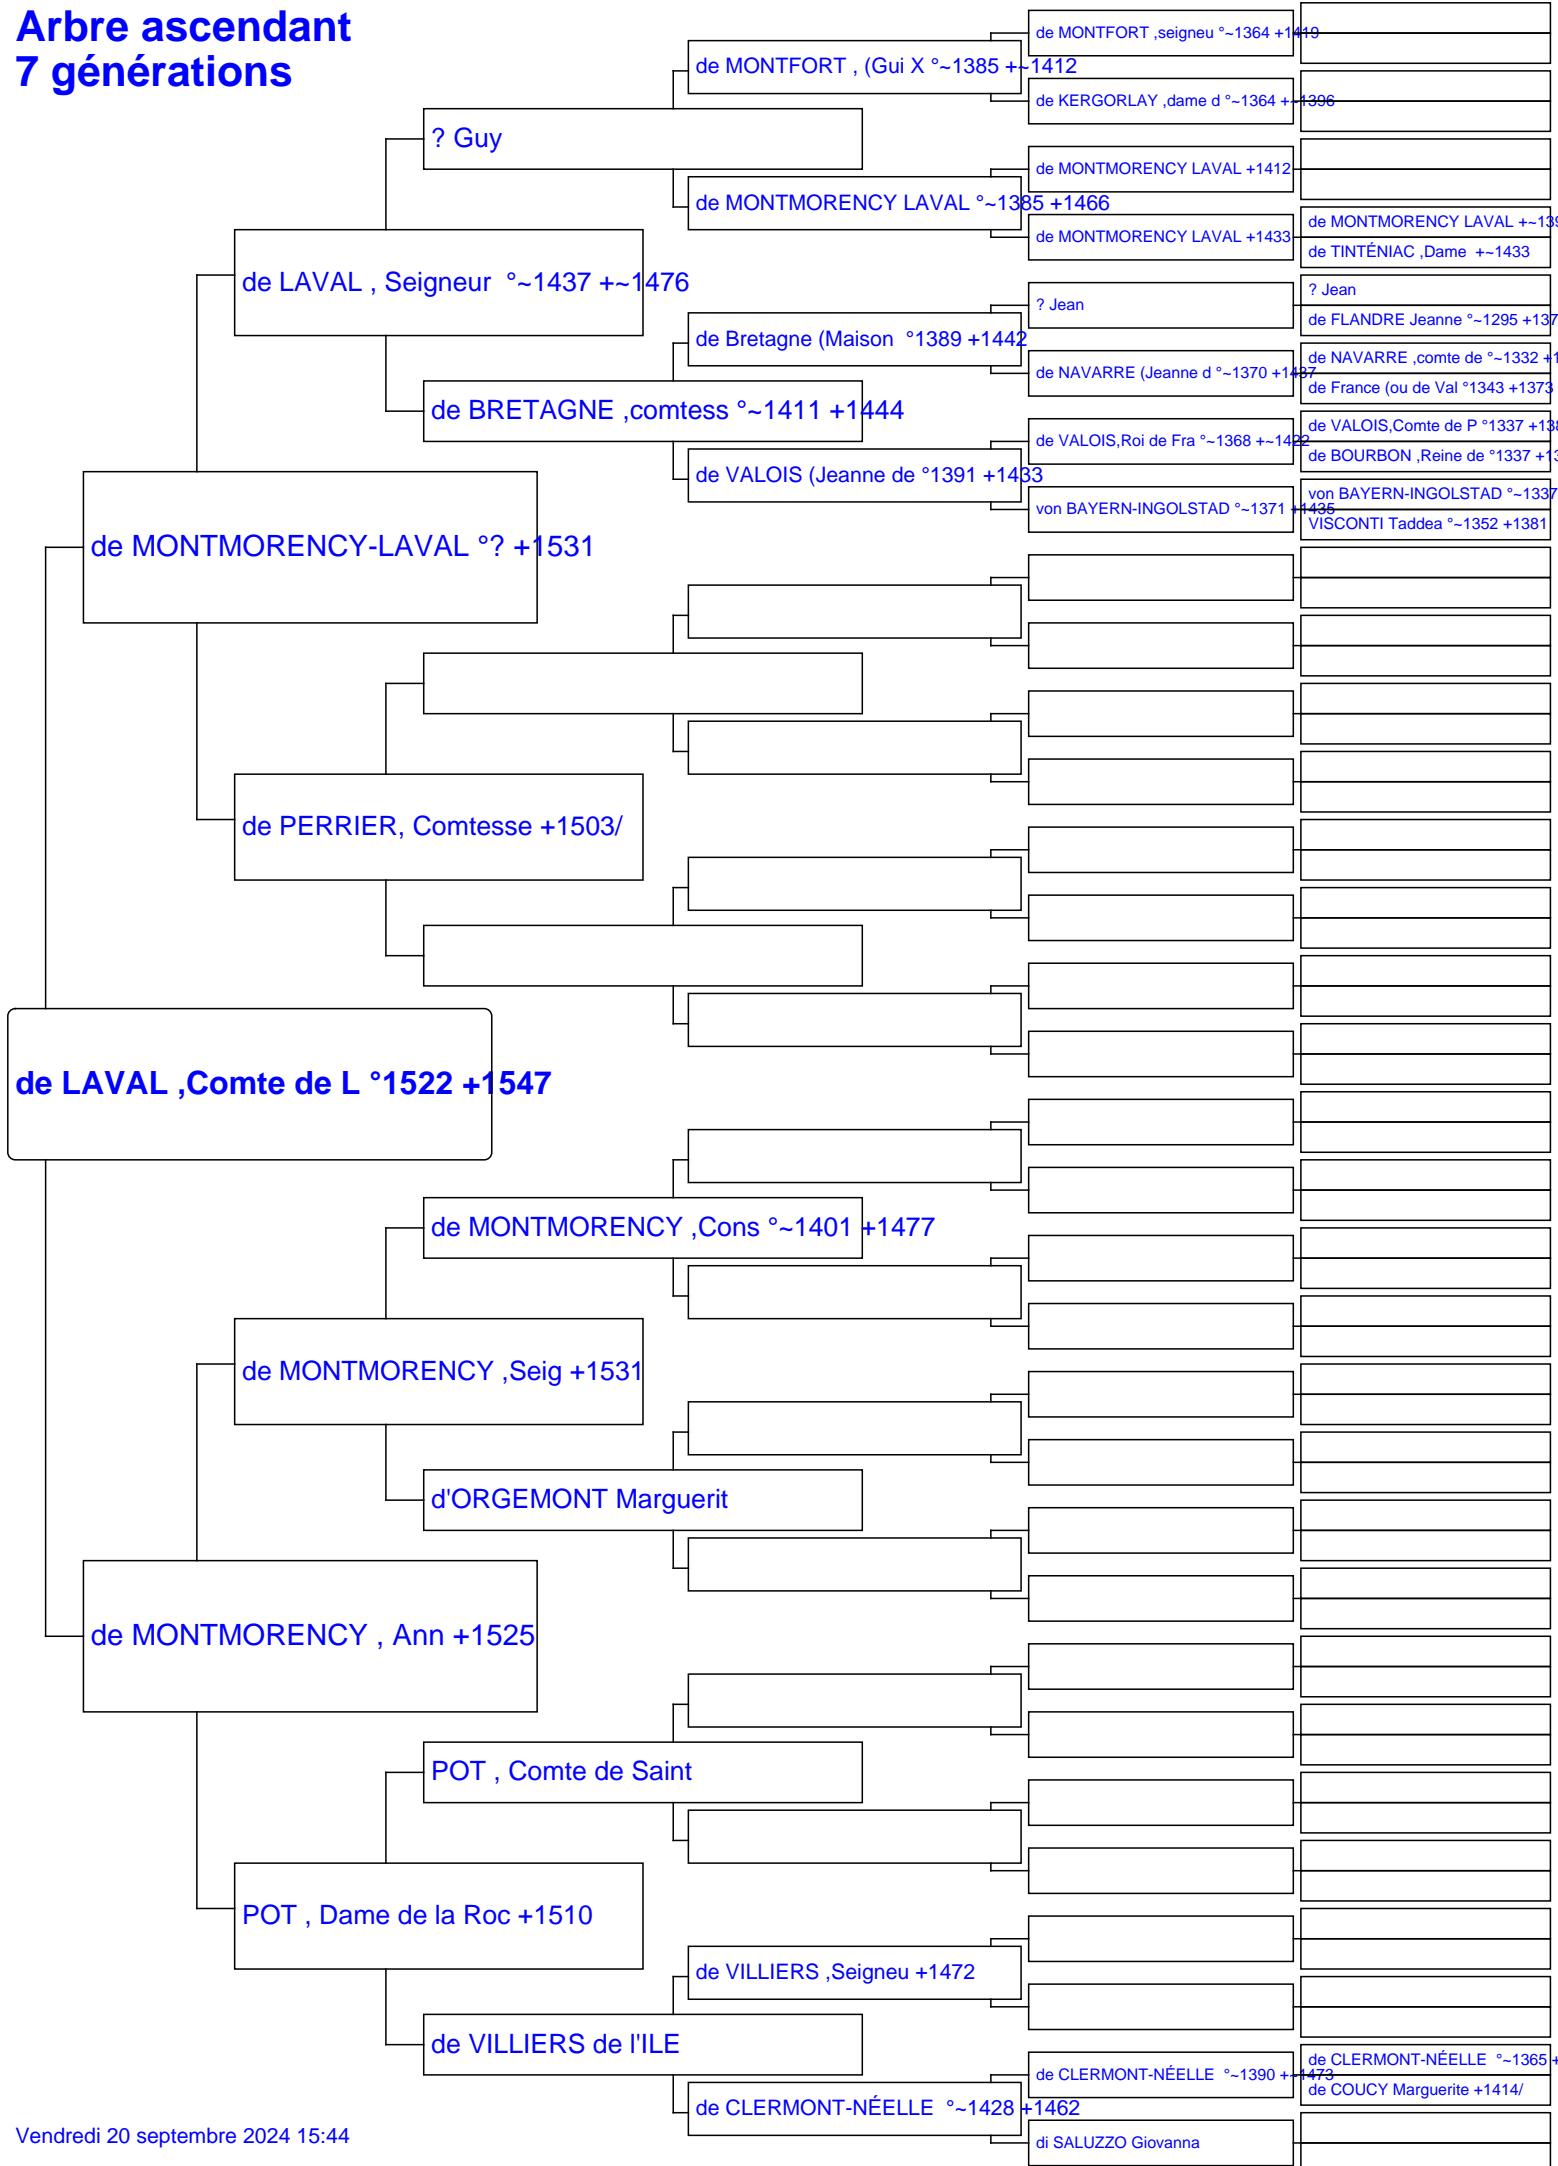 Arbre ascendant
7 générations
de MONTFORT ,seigneu °~1364 +1419
de MONTFORT , (Gui X °~1385 +~1412
de KERGORLAY ,dame d °~1364 +~1396
? Guy
de MONTMORENCY LAVAL +1412
de MONTMORENCY LAVAL °~1385 +1466
de MONTMORENCY LAVAL +~139
de MONTMORENCY LAVAL +1433
de TINTÉNIAC ,Dame +~1433
de LAVAL , Seigneur °~1437 +~1476
? Jean
? Jean
de FLANDRE Jeanne °~1295 +137
de Bretagne (Maison °1389 +1442
de NAVARRE ,comte de °~1332 +1
de NAVARRE (Jeanne d °~1370 +1437
de France (ou de Val °1343 +1373
de BRETAGNE ,comtess °~1411 +1444
de VALOIS,Comte de P °1337 +138
de VALOIS,Roi de Fra °~1368 +~1422
de BOURBON ,Reine de °1337 +13
de VALOIS (Jeanne de °1391 +1433
von BAYERN-INGOLSTAD °~1337
von BAYERN-INGOLSTAD °~1371 +1435
VISCONTI Taddea °~1352 +1381
de MONTMORENCY-LAVAL °? +1531
de PERRIER, Comtesse +1503/
de LAVAL ,Comte de L °1522 +1547
de MONTMORENCY ,Cons °~1401 +1477
de MONTMORENCY ,Seig +1531
d'ORGEMONT Marguerit
de MONTMORENCY , Ann +1525
POT , Comte de Saint
POT , Dame de la Roc +1510
de VILLIERS ,Seigneu +1472
de VILLIERS de l'ILE
de CLERMONT-NÉELLE °~1365 +
de CLERMONT-NÉELLE °~1390 +~1473
de COUCY Marguerite +1414/
de CLERMONT-NÉELLE °~1428 +1462
di SALUZZO Giovanna
Vendredi 20 septembre 2024 15:44